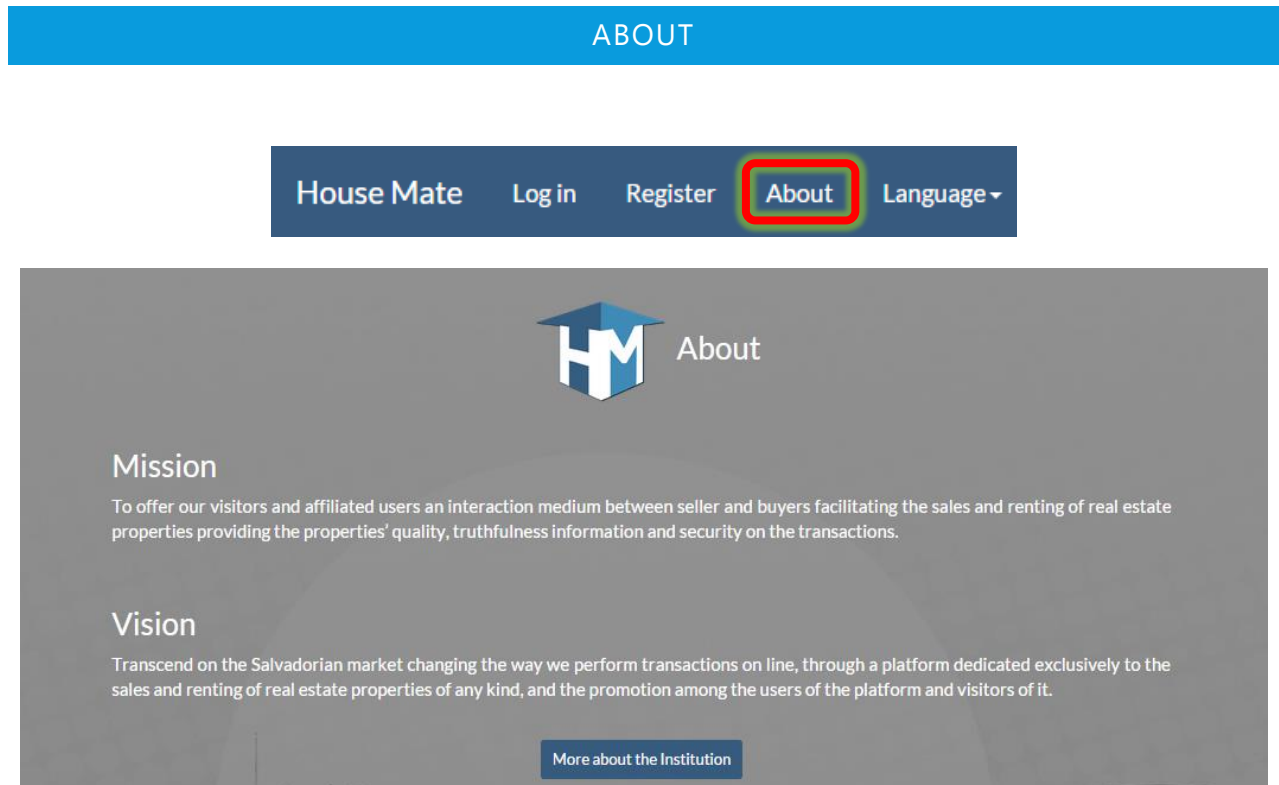 ABOUT
House Mate Log in Register About Language
HM About
Mission
To offer our visitors and affiliated users an interaction medium between seller and buyers facilitating the sales and renting of real estate
properties providing the properties’ quality, truthfulness information and security on the transactions.
Vision
Transcend on the Salvadorian market changing the way we perform transactions on line, through a platform dedicated exclusively to the
sales and renting of real estate properties of any kind, and the promotion among the users of the platform and visitors of it.
More about the Institution